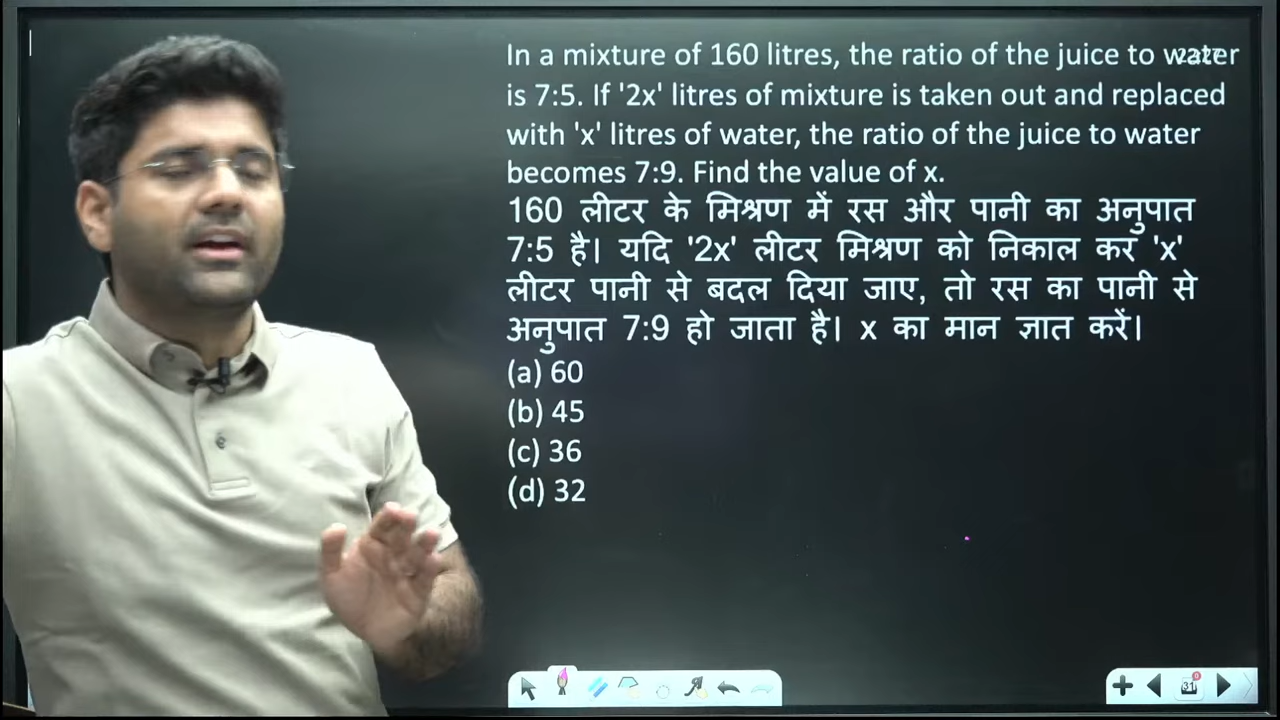 In a mixture of 160 litres, the ratio of the juice to water
is 7:5. If '2x' litres of mixture is taken out and replaced
with 'x' litres of water, the ratio of the juice to water
becomes 7:9. Find the value of x.
160 लीटर के मिश्रण में रस और पानी का अनुपात
7:5 है। यदि '2x' लीटर मिश्रण को निकाल कर 'x'
लीटर पानी से बदल दिया जाए, तो रस का पानी से
अनुपात 7:9 हो जाता है। x का मान ज्ञात करें।
(a) 60
(b) 45
(c) 36
(d) 32
31